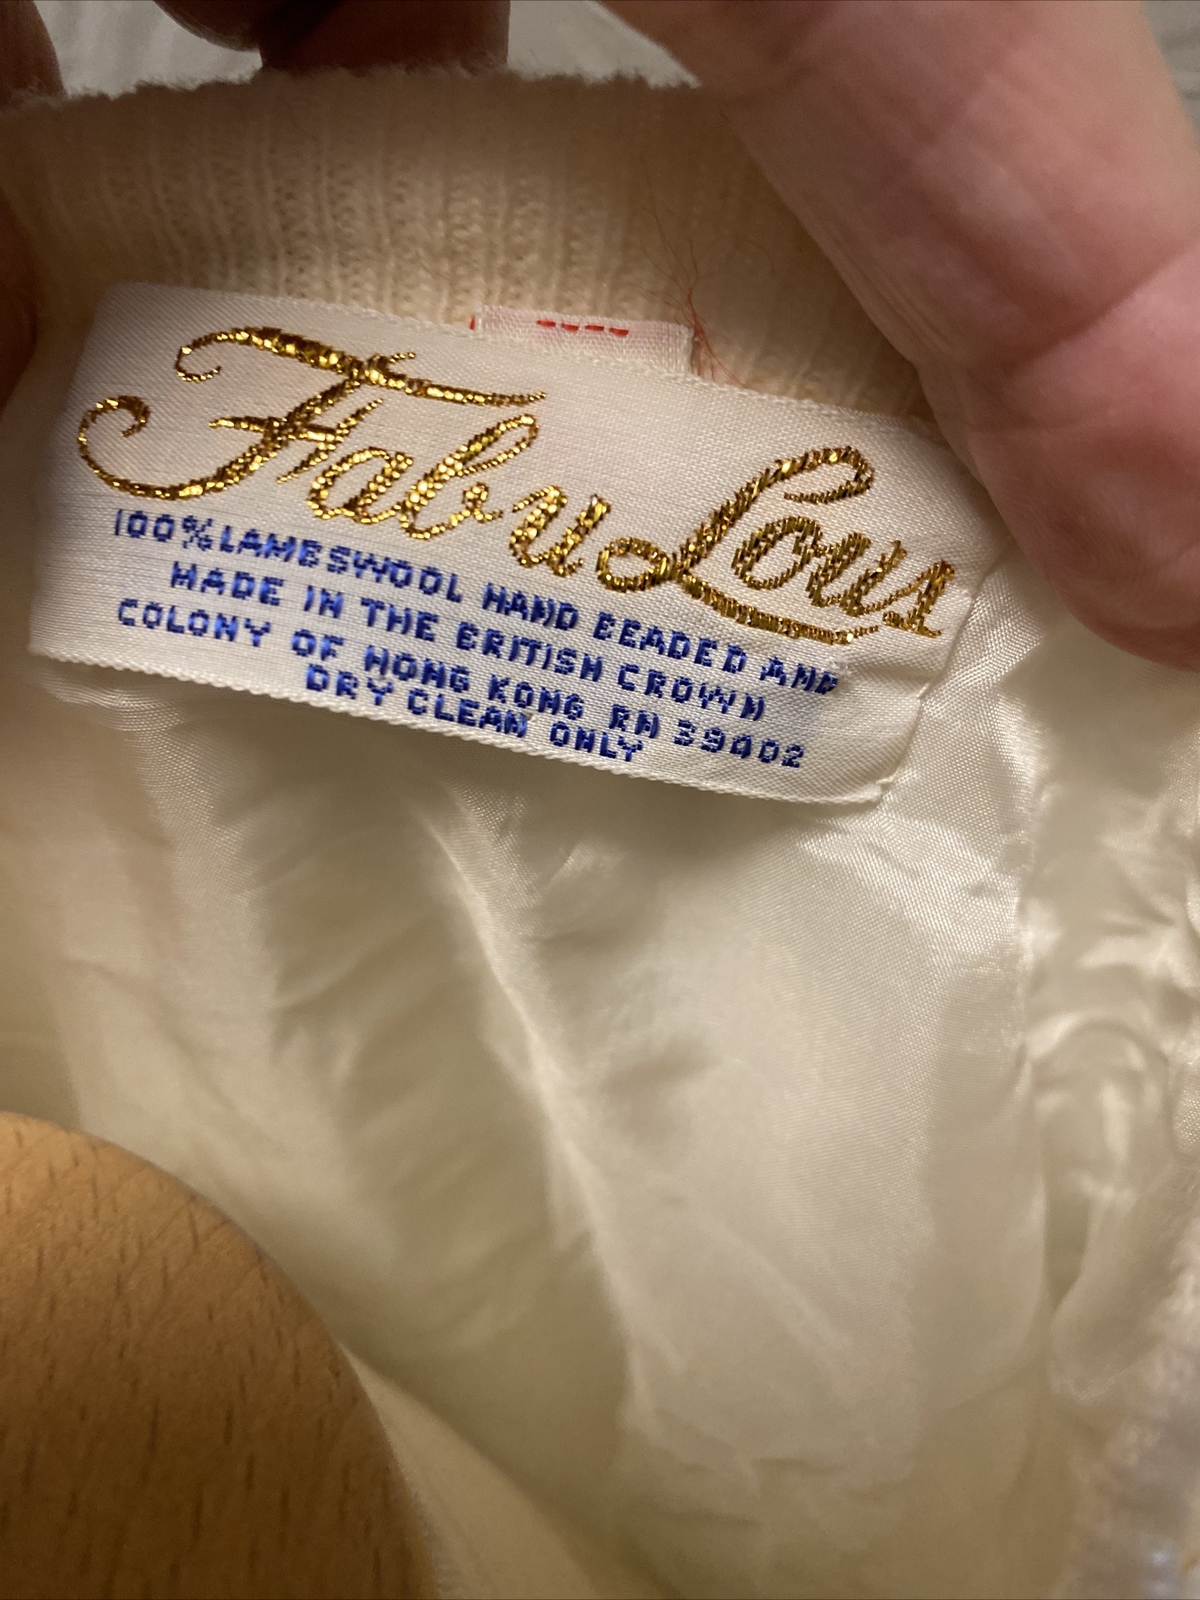 FabuLous
100% LAMBSWOOL HAND BEADED AND
MADE IN THE BRITISH CROWN
COLONY OF HONG KONG RN 39402
DRY CLEAN ONLY